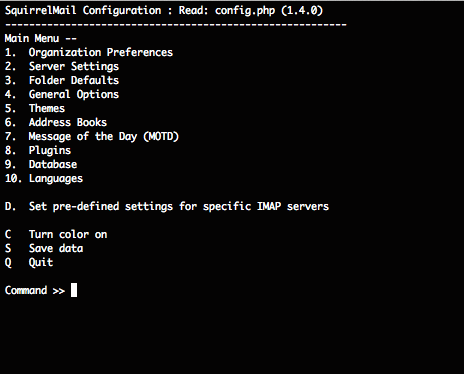 SquirrelMail Configuration : Read: config.php (1.4.0)
---------------------------------------------------------
Main Menu --
1.  Organization Preferences
2.  Server Settings
3.  Folder Defaults
4.  General Options
5.  Themes
6.  Address Books
7.  Message of the Day (MOTD)
8.  Plugins
9.  Database
10. Languages

D.  Set pre-defined settings for specific IMAP servers

C   Turn color on
S   Save data
Q   Quit

Command >>